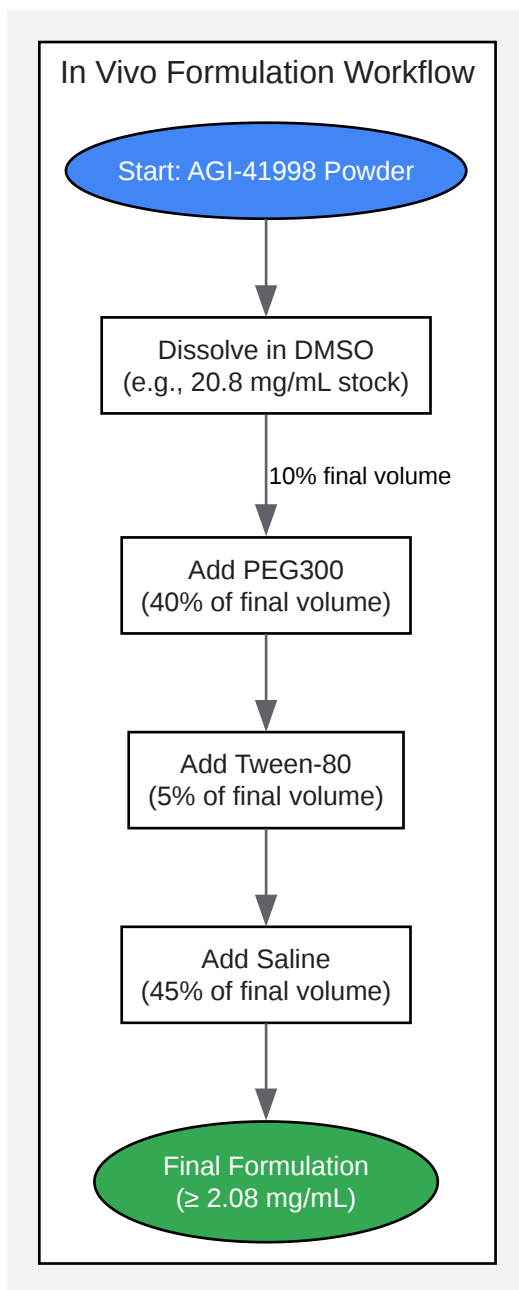 In Vivo Formulation Workflow
Start: AGI-41998 Powder
Dissolve in DMSO
(e.g., 20.8 mg/mL stock)
10% final volume
Add PEG300
(40% of final volume)
Add Tween-80
(5% of final volume)
Add Saline
(45% of final volume)
Final Formulation
(≥ 2.08 mg/mL)